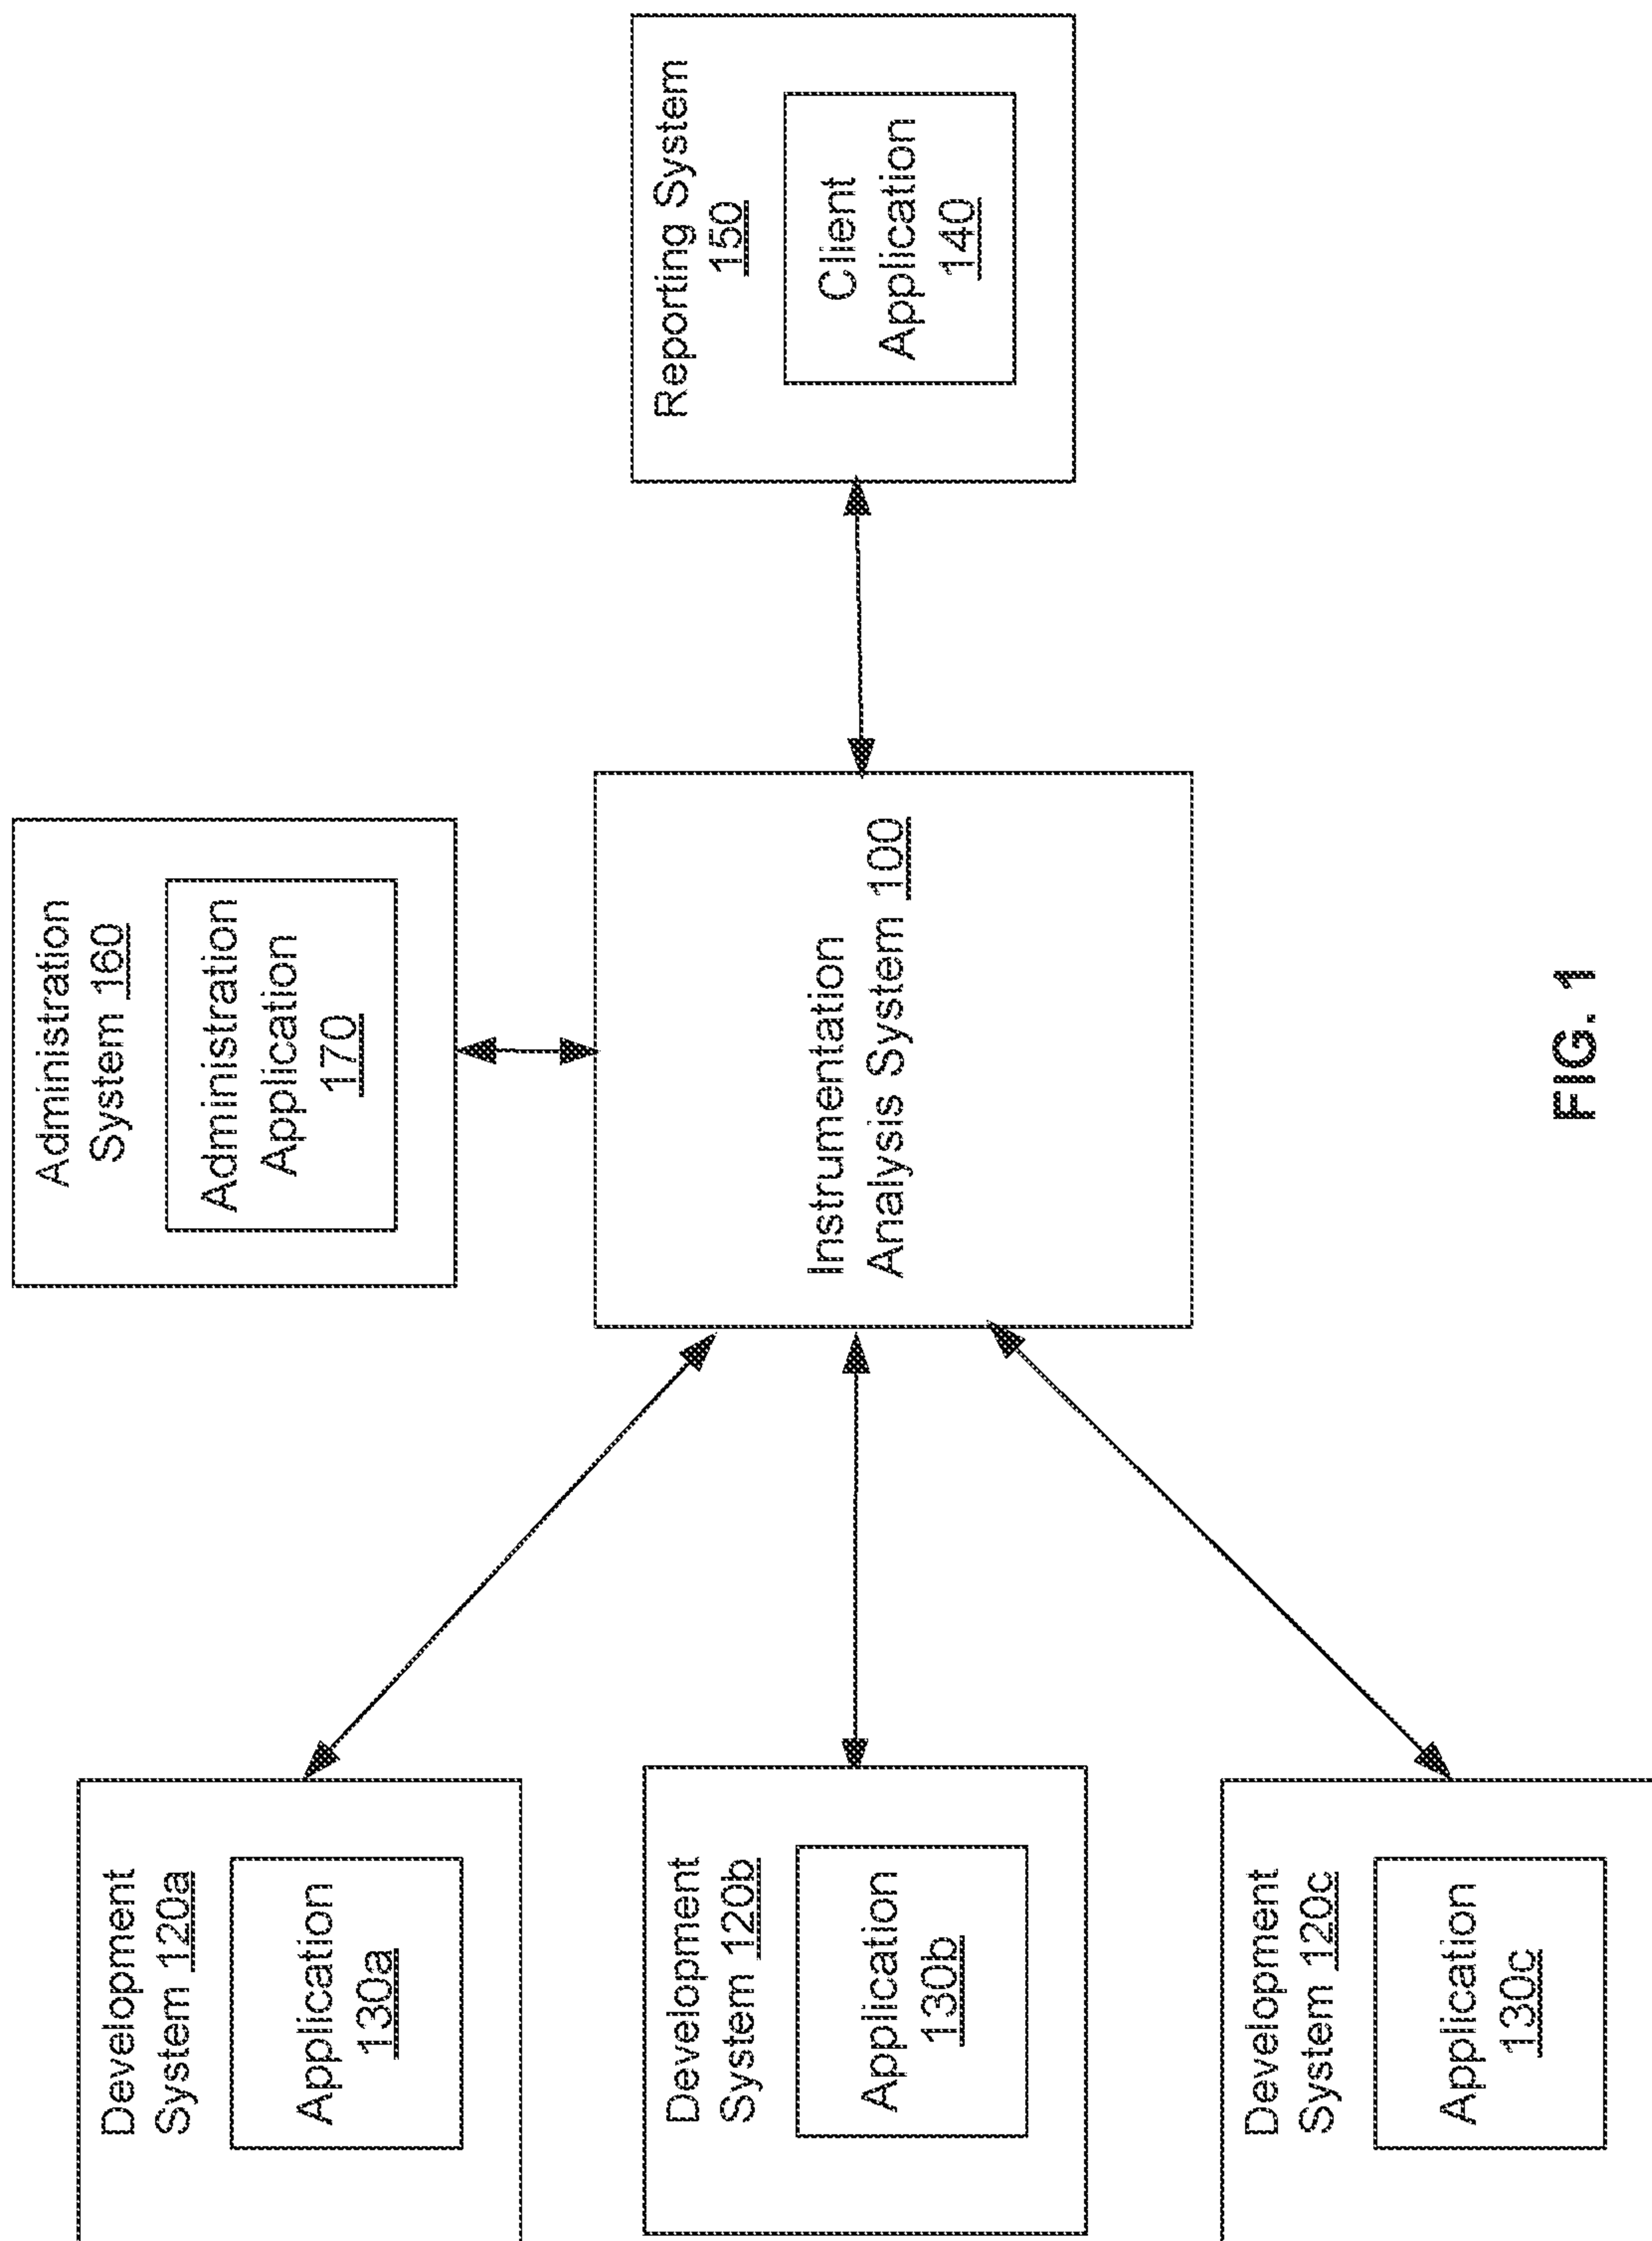 Administration
System 160
Administration
Application
170
Development
System 120a
Application
130a
Development
System 120b
Application
130b
Development
System 120c
Application
130c
Instrumentation
Analysis System 100
Reporting System
150
Client
Application
140
FIG. 1